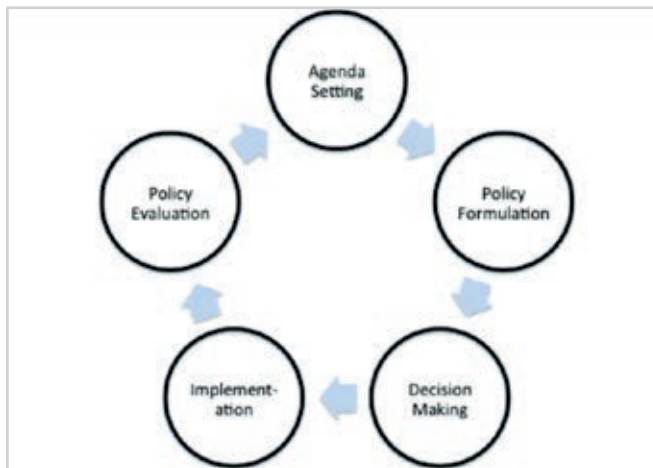 Agenda
Setting
Policy
Formulation
Decision
Making
Implement-
ation
Policy
Evaluation